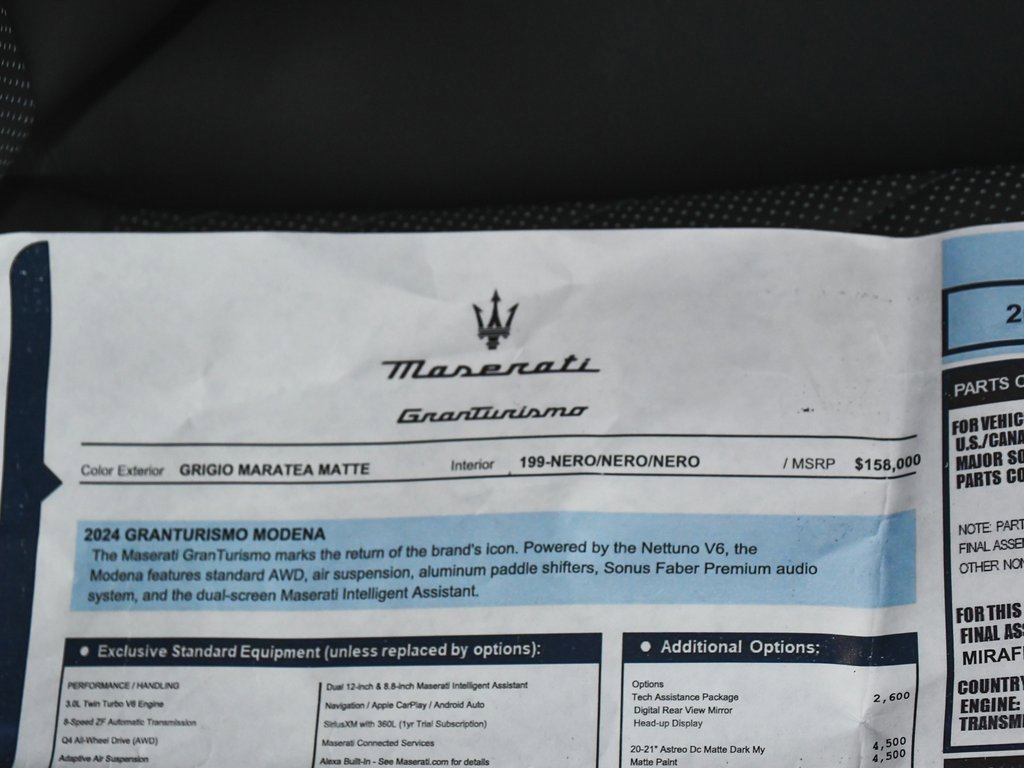 Maserati
GranTurismo
Color Exterior GRIGIO MARATEA MATTE Interior 199-NERO/NERO/NERO / MSRP $158,000
2024 GRANTURISMO MODENA
The Maserati GranTurismo marks the return of the brand's icon. Powered by the Nettuno V6, the
Modena features standard AWD, air suspension, aluminum paddle shifters, Sonus Faber Premium audio
system, and the dual-screen Maserati Intelligent Assistant.
• Exclusive Standard Equipment (unless replaced by options):
PERFORMANCE / HANDLING
3.0L Twin Turbo V6 Engine
8-Speed ZF Automatic Transmission
Q4 All-Wheel Drive (AWD)
Adaptive Air Suspension
Dual 12-inch & 8.8-inch Maserati Intelligent Assistant
Navigation / Apple CarPlay / Android Auto
SiriusXM with 360L (1yr Trial Subscription)
Maserati Connected Services
Alexa Built-In - See Maserati.com for details
• Additional Options:
Options
Tech Assistance Package 2,600
Digital Rear View Mirror
Head-up Display
20-21" Astreo Dc Matte Dark My 4,500
Matte Paint 4,500
2
PARTS C
FOR VEHIC
U.S./CANA
MAJOR SO
PARTS CO
NOTE: PART
FINAL ASSE
OTHER NON
FOR THIS
FINAL ASS
MIRAFI
COUNTRY
ENGINE:
TRANSMI